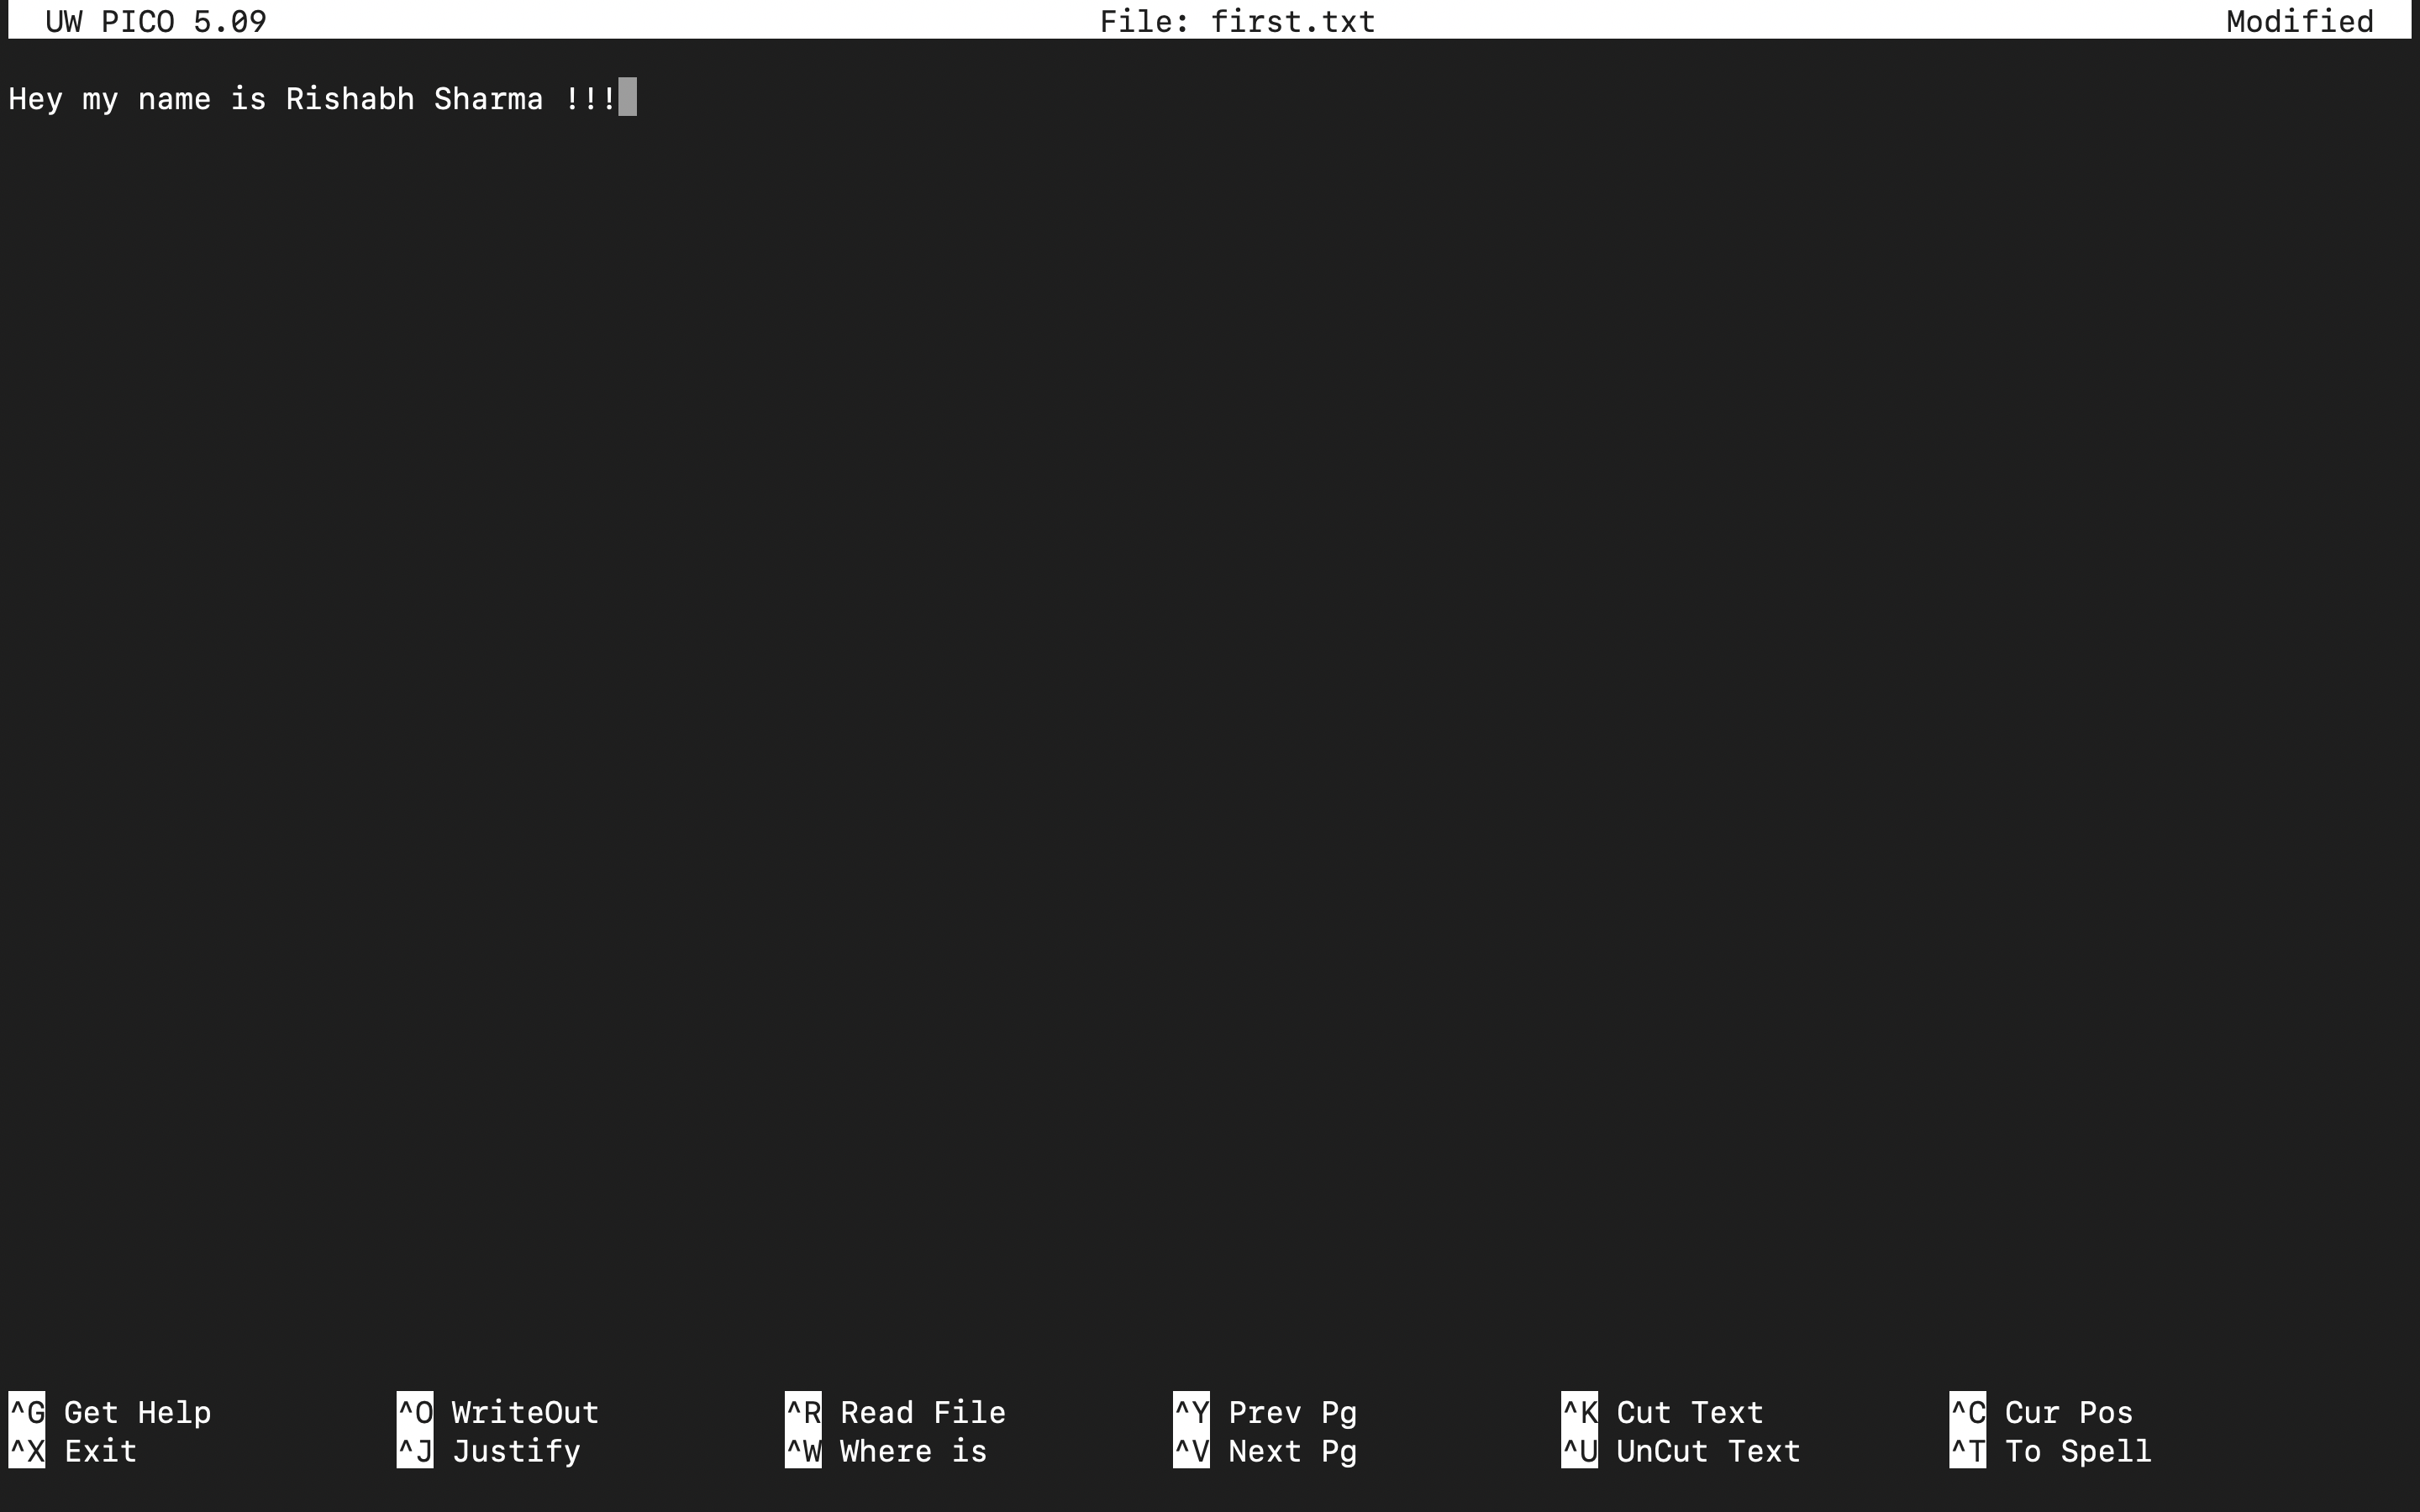 UW PICO 5.09 File: first.txt Modified
Hey my name is Rishabh Sharma !!!
^G Get Help ^O WriteOut ^R Read File ^Y Prev Pg ^K Cut Text ^C Cur Pos
^X Exit ^J Justify ^W Where is ^V Next Pg ^U UnCut Text ^T To Spell